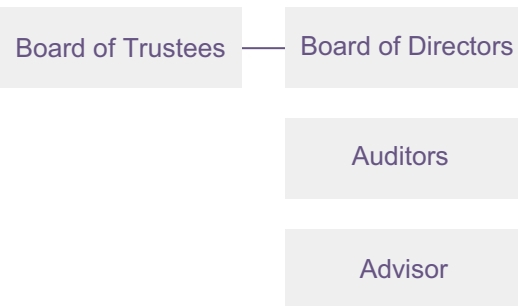 Board of Trustees
Board of Directors
Auditors
Advisor